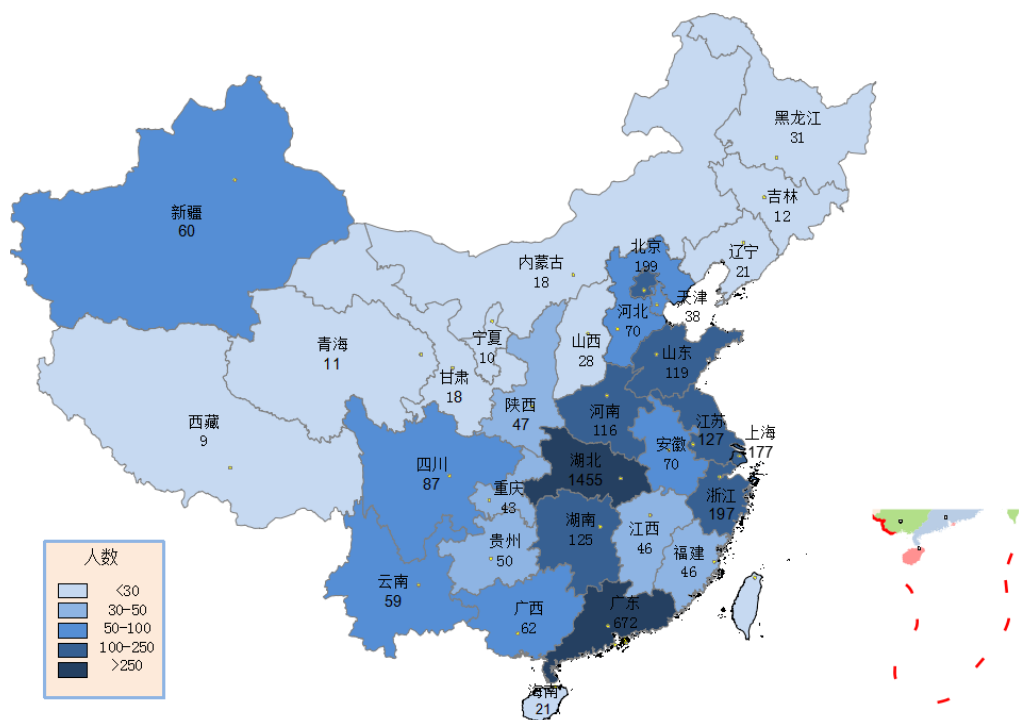 黑龙江
31
吉林
12
辽宁
21
新疆
60
内蒙古
18
北京
199
天津
38
河北
70
宁夏
10
山西
28
青海
11
甘肃
18
山东
119
陕西
47
河南
116
西藏
9
四川
87
湖北
1455
安徽
70
江苏
127
上海
177
重庆
43
浙江
197
湖南
125
江西
46
贵州
50
福建
46
云南
59
广西
62
广东
672
海南
21
人数
<30
30-50
50-100
100-250
>250